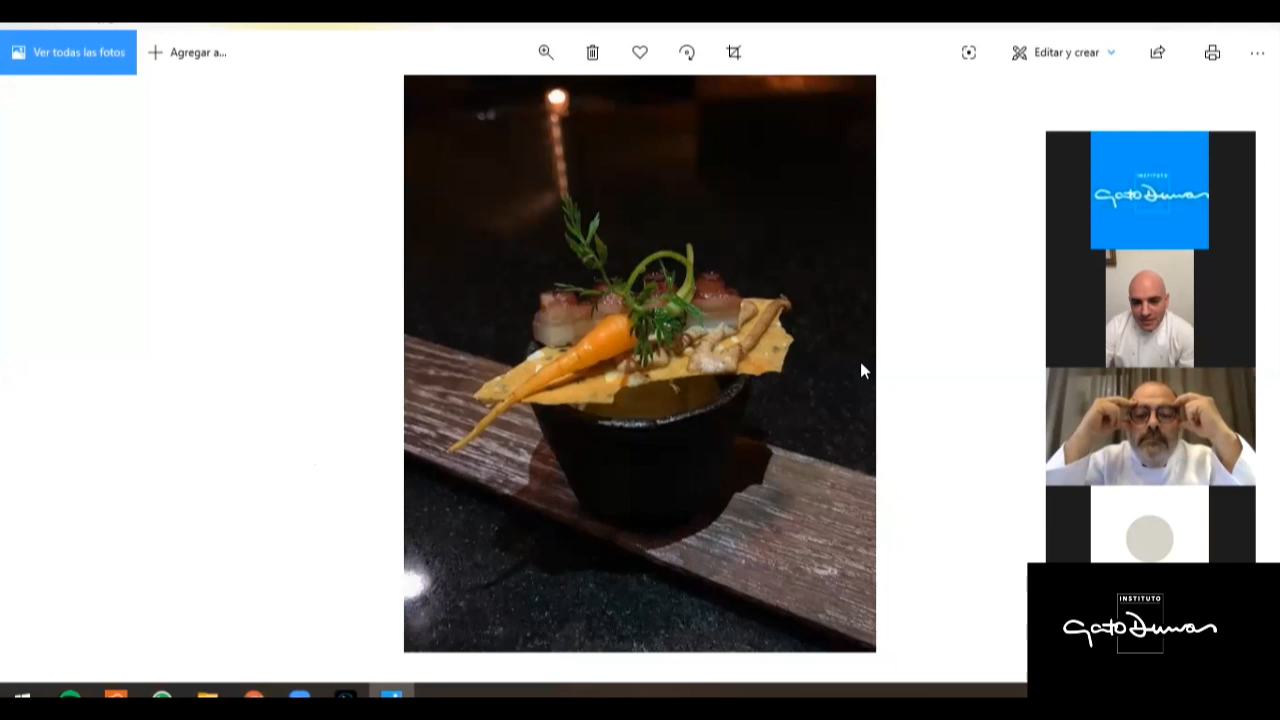 Ver todas las fotos
Agregar a...
Editar y crear
INSTITUTO
Gato Dumas
INSTITUTO
Gato Dumas